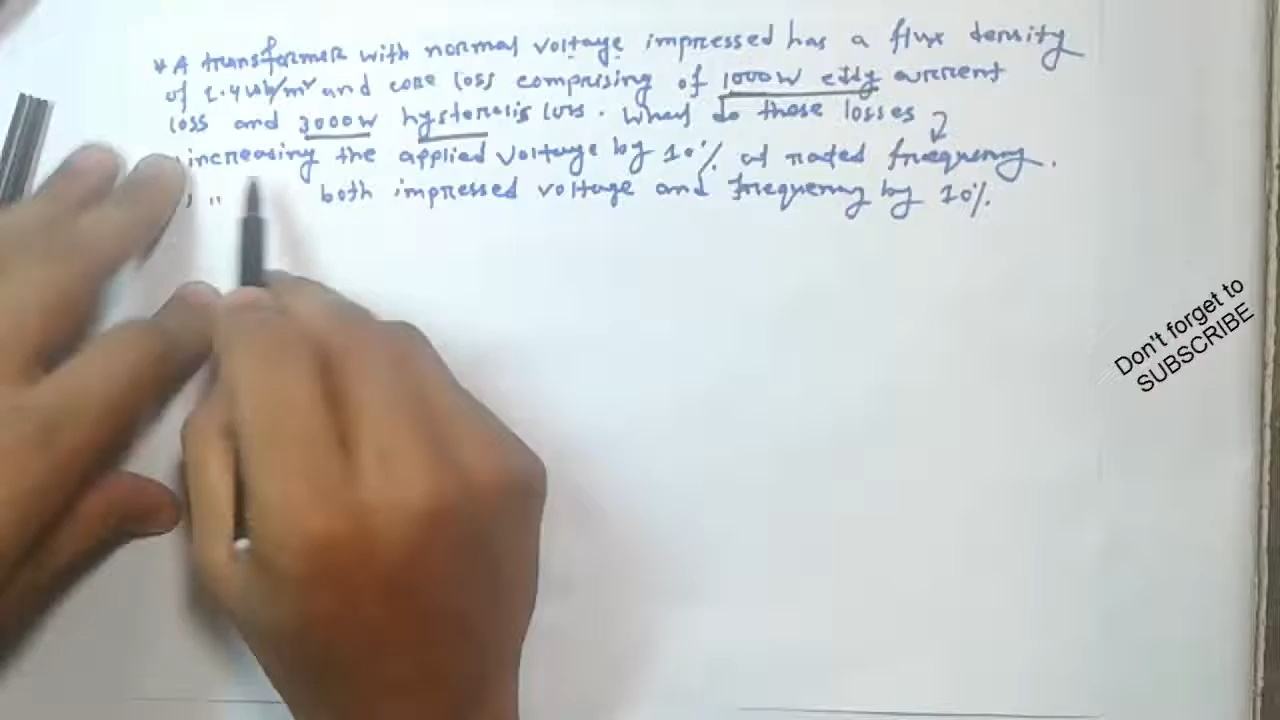 * A transformer with normal voltage impressed has a flux density
of 1.4 wb/m² and core loss comprising of 1000W eddy current
loss and 3000W hysteresis loss. What do these losses
increasing the applied voltage by 10% at rated frequency.
,, both impressed voltage and frequency by 10%.
Don't forget to
SUBSCRIBE